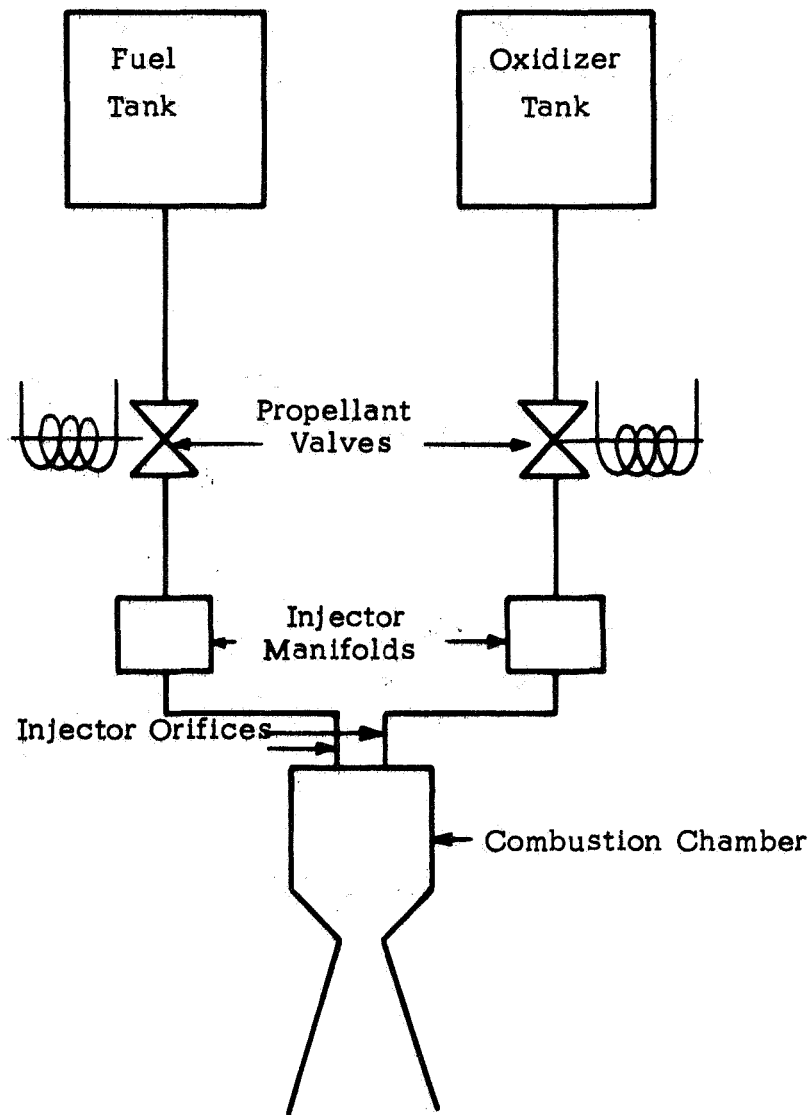 Fuel
Tank
Oxidizer
Tank
Propellant
Valves
Injector
Manifolds
Injector Orifices
Combustion Chamber